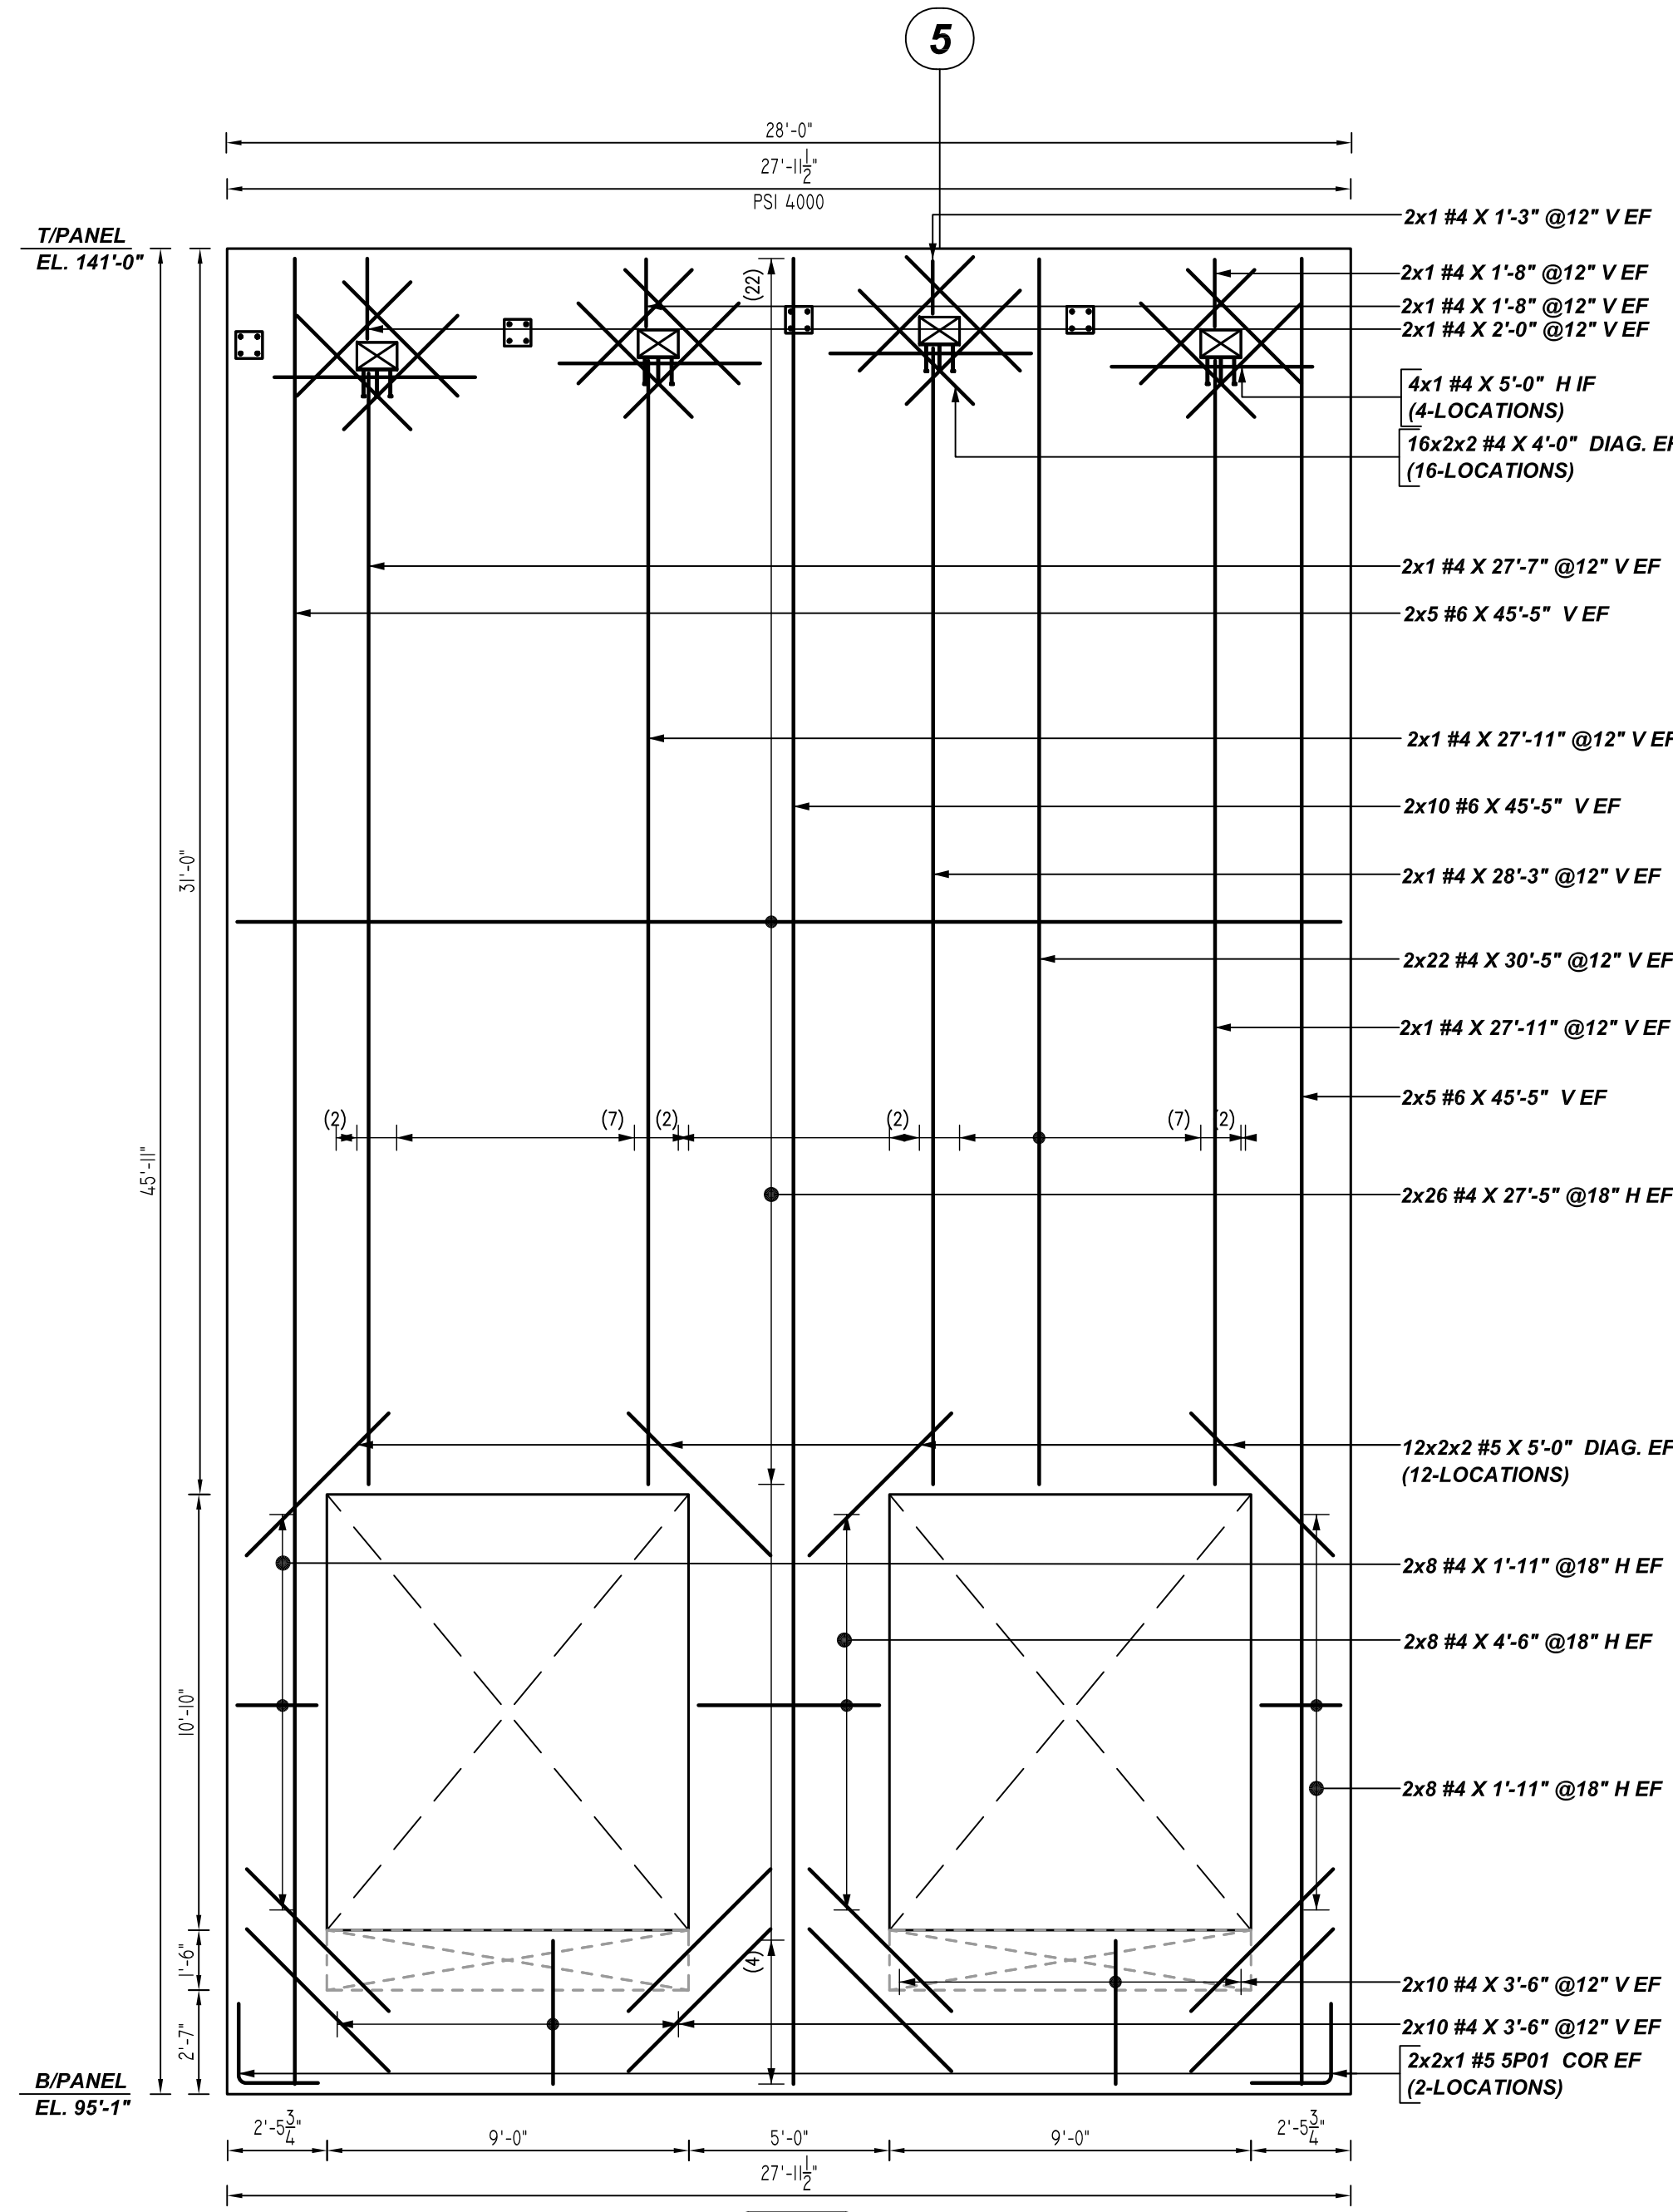 5
28'-0"
27'-11 1/2"
PSI 4000
T/PANEL
EL. 141'-0"
2x1 #4 X 1'-3" @12" V EF
2x1 #4 X 1'-8" @12" V EF
2x1 #4 X 1'-8" @12" V EF
2x1 #4 X 2'-0" @12" V EF
(22)
4x1 #4 X 5'-0" H IF
(4-LOCATIONS)
16x2x2 #4 X 4'-0" DIAG. EF
(16-LOCATIONS)
2x1 #4 X 27'-7" @12" V EF
2x5 #6 X 45'-5" V EF
2x1 #4 X 27'-11" @12" V EF
2x10 #6 X 45'-5" V EF
31'-0"
2x1 #4 X 28'-3" @12" V EF
2x22 #4 X 30'-5" @12" V EF
2x1 #4 X 27'-11" @12" V EF
2x5 #6 X 45'-5" V EF
(2) (7) (2) (2) (7) (2)
45'-11"
2x26 #4 X 27'-5" @18" H EF
12x2x2 #5 X 5'-0" DIAG. EF
(12-LOCATIONS)
2x8 #4 X 1'-11" @18" H EF
2x8 #4 X 4'-6" @18" H EF
10'-10"
2x8 #4 X 1'-11" @18" H EF
1'-6"
(4)
2x10 #4 X 3'-6" @12" V EF
2'-7"
2x10 #4 X 3'-6" @12" V EF
2x2x1 #5 5P01 COR EF
(2-LOCATIONS)
B/PANEL
EL. 95'-1"
2'-5 3/4" 9'-0" 5'-0" 9'-0" 2'-5 3/4"
27'-11 1/2"